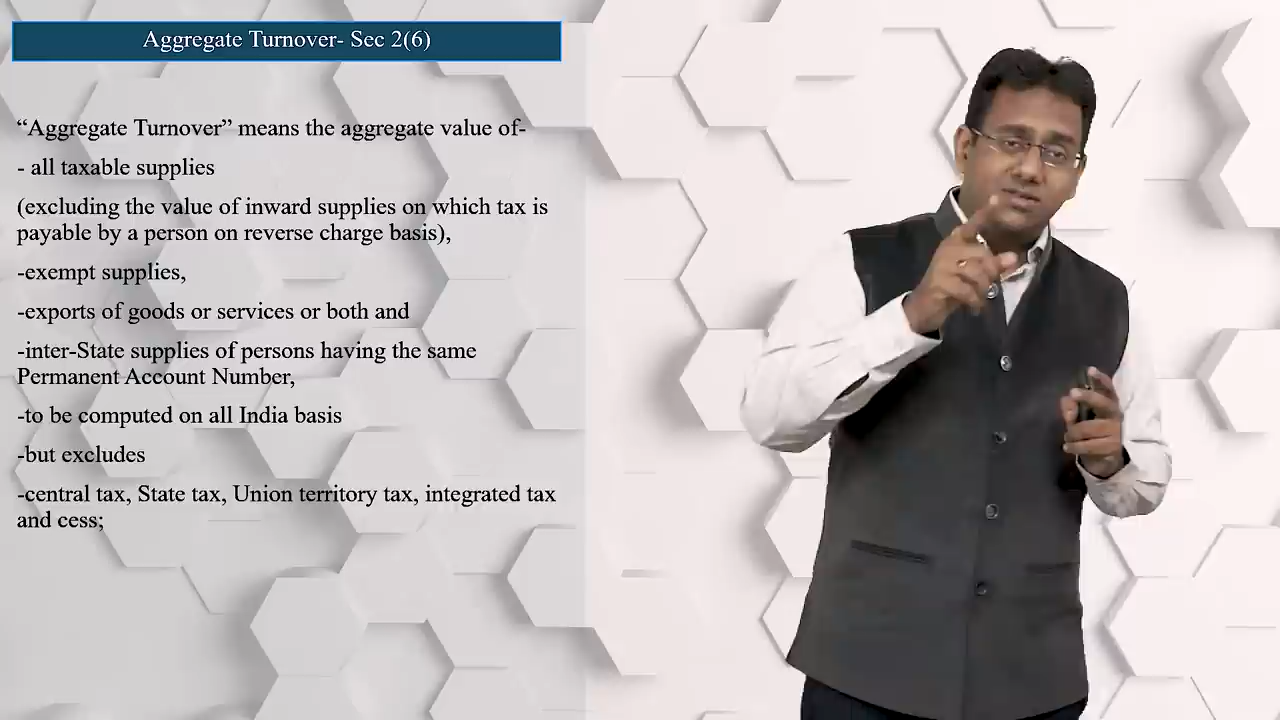 Aggregate Turnover- Sec 2(6)
“Aggregate Turnover” means the aggregate value of-
- all taxable supplies
(excluding the value of inward supplies on which tax is
payable by a person on reverse charge basis),
-exempt supplies,
-exports of goods or services or both and
-inter-State supplies of persons having the same
Permanent Account Number,
-to be computed on all India basis
-but excludes
-central tax, State tax, Union territory tax, integrated tax
and cess;